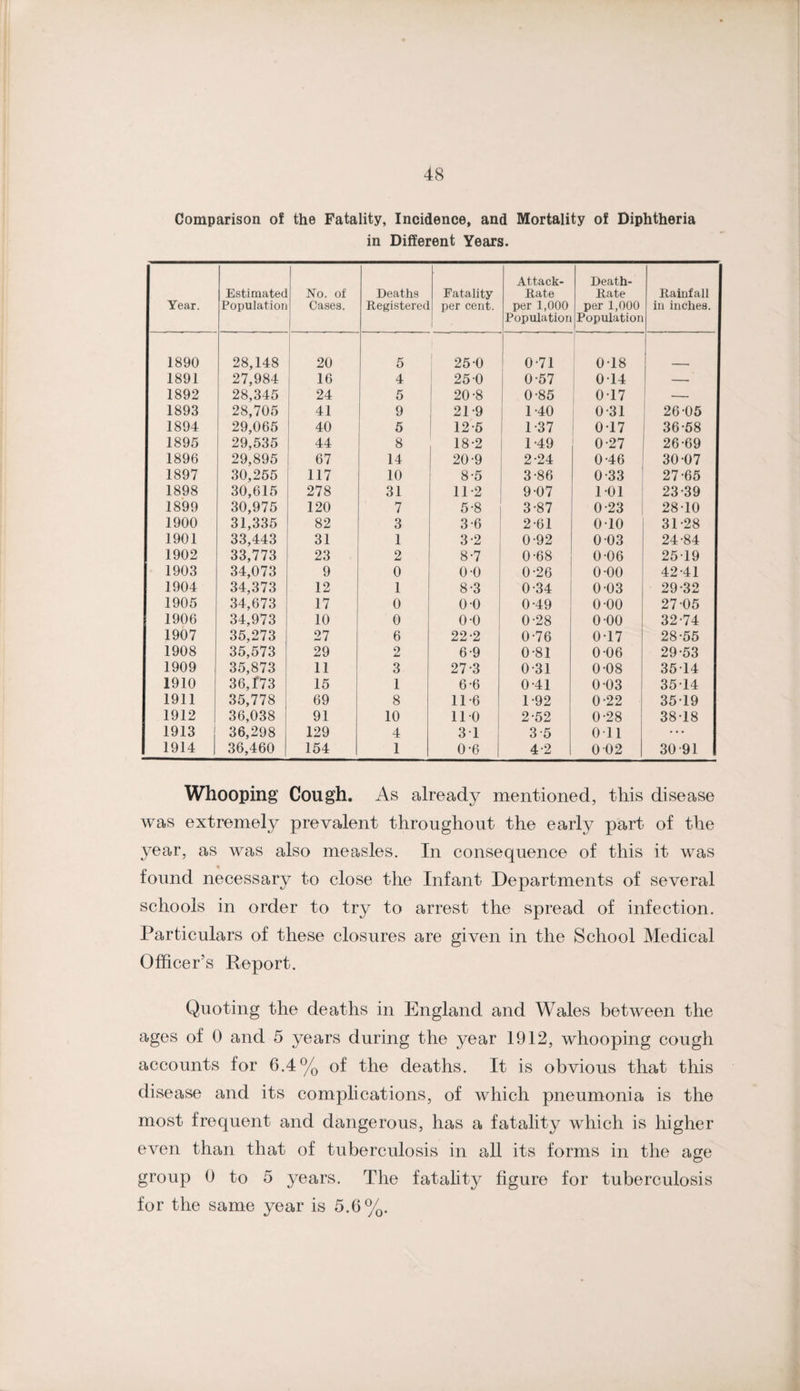 48
Comparison of the Fatality, Incidence, and Mortality of Diphtheria
in Different Years.
Year. | Estimated Population | No. of Cases. | Deaths Registered | Fatality per cent. | Attack-Rate per 1,000 Population | Death-Rate per 1,000 Population | Rainfall in inches.
1890 | 28,148 | 20 | 5 | 25·0 | 0·71 | 0·18 | —
1891 | 27,984 | 16 | 4 | 25·0 | 0·57 | 0·14 | —
1892 | 28,345 | 24 | 5 | 20·8 | 0·85 | 0·17 | —
1893 | 28,705 | 41 | 9 | 21·9 | 1·40 | 0·31 | 26·05
1894 | 29,065 | 40 | 5 | 12·5 | 1·37 | 0·17 | 36·58
1895 | 29,535 | 44 | 8 | 18·2 | 1·49 | 0·27 | 26·69
1896 | 29,895 | 67 | 14 | 20·9 | 2·24 | 0·46 | 30·07
1897 | 30,255 | 117 | 10 | 8·5 | 3·86 | 0·33 | 27·65
1898 | 30,615 | 278 | 31 | 11·2 | 9·07 | 1·01 | 23·39
1899 | 30,975 | 120 | 7 | 5·8 | 3·87 | 0·23 | 28·10
1900 | 31,335 | 82 | 3 | 3·6 | 2·61 | 0·10 | 31·28
1901 | 33,443 | 31 | 1 | 3·2 | 0·92 | 0·03 | 24·84
1902 | 33,773 | 23 | 2 | 8·7 | 0·68 | 0·06 | 25·19
1903 | 34,073 | 9 | 0 | 0·0 | 0·26 | 0·00 | 42·41
1904 | 34,373 | 12 | 1 | 8·3 | 0·34 | 0·03 | 29·32
1905 | 34,673 | 17 | 0 | 0·0 | 0·49 | 0·00 | 27·05
1906 | 34,973 | 10 | 0 | 0·0 | 0·28 | 0·00 | 32·74
1907 | 35,273 | 27 | 6 | 22·2 | 0·76 | 0·17 | 28·55
1908 | 35,573 | 29 | 2 | 6·9 | 0·81 | 0·06 | 29·53
1909 | 35,873 | 11 | 3 | 27·3 | 0·31 | 0·08 | 35·14
1910 | 36,173 | 15 | 1 | 6·6 | 0·41 | 0·03 | 35·14
1911 | 35,778 | 69 | 8 | 11·6 | 1·92 | 0·22 | 35·19
1912 | 36,038 | 91 | 10 | 11·0 | 2·52 | 0·28 | 38·18
1913 | 36,298 | 129 | 4 | 3·1 | 3·5 | 0·11 | ...
1914 | 36,460 | 154 | 1 | 0·6 | 4·2 | 0·02 | 30·91
Whooping Cough. As already mentioned, this disease
was extremely prevalent throughout the early part of the
year, as was also measles. In consequence of this it was
found necessary to close the Infant Departments of several
schools in order to try to arrest the spread of infection.
Particulars of these closures are given in the School Medical
Officer's Report.
Quoting the deaths in England and Wales between the
ages of 0 and 5 years during the year 1912, whooping cough
accounts for 6.4% of the deaths. It is obvious that this
disease and its complications, of which pneumonia is the
most frequent and dangerous, has a fatality which is higher
even than that of tuberculosis in all its forms in the age
group 0 to 5 years. The fatality figure for tuberculosis
for the same year is 5.6%.